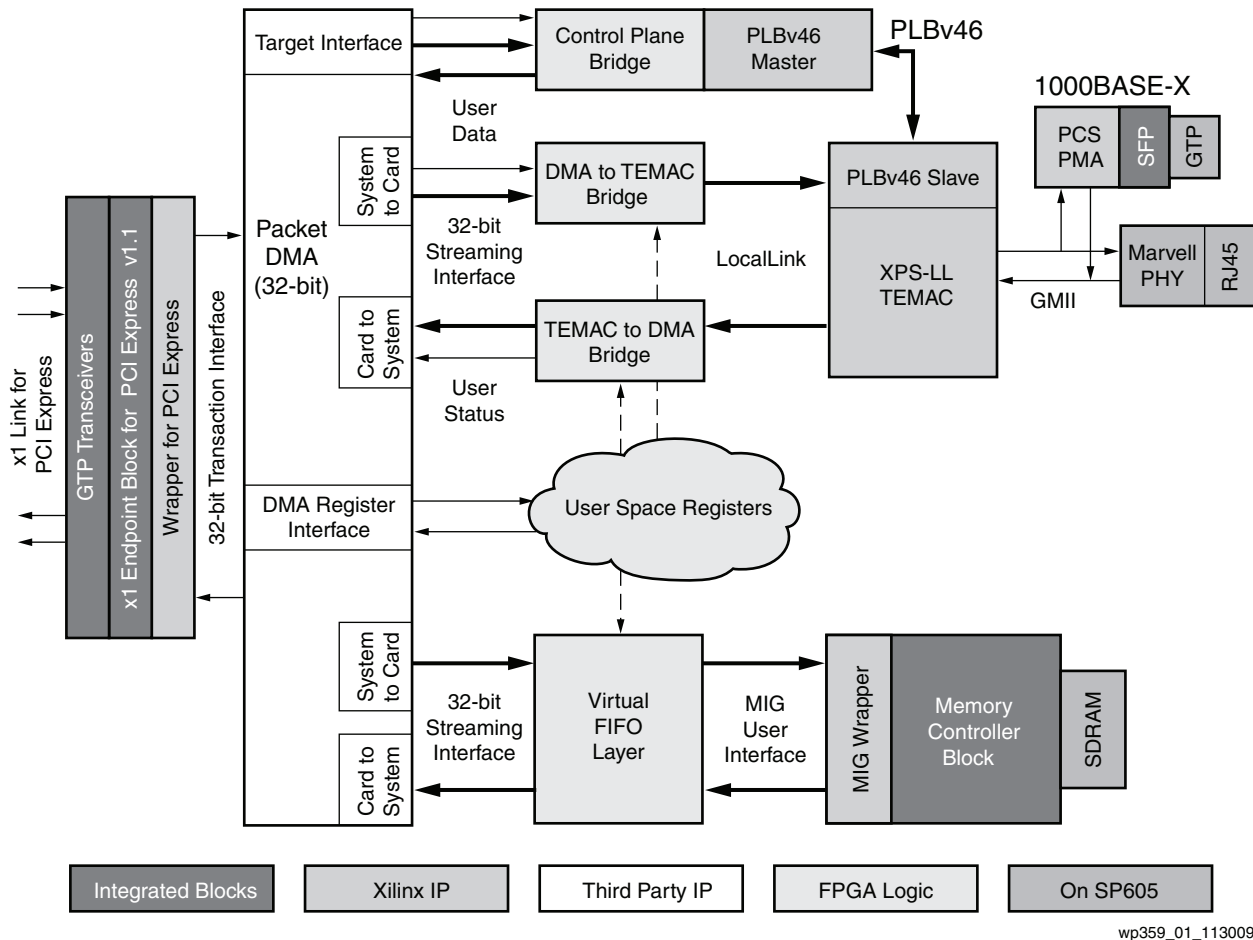 Target Interface
Control Plane
Bridge
PLBv46
Master
PLBv46
1000BASE-X
PCS
PMA
SFP
GTP
User
Data
System
to Card
DMA to TEMAC
Bridge
PLBv46 Slave
Packet
DMA
(32-bit)
32-bit
Streaming
Interface
LocalLink
XPS-LL
TEMAC
Marvell
PHY
RJ45
GMII
Card to
System
TEMAC to DMA
Bridge
User
Status
x1 Link for
PCI Express
GTP Transceivers
x1 Endpoint Block for PCI Express v1.1
Wrapper for PCI Express
32-bit Transaction Interface
DMA Register
Interface
User Space Registers
System
to Card
32-bit
Streaming
Interface
Card to
System
Virtual
FIFO
Layer
MIG
User
Interface
MIG Wrapper
Memory
Controller
Block
SDRAM
Integrated Blocks
Xilinx IP
Third Party IP
FPGA Logic
On SP605
wp359_01_113009